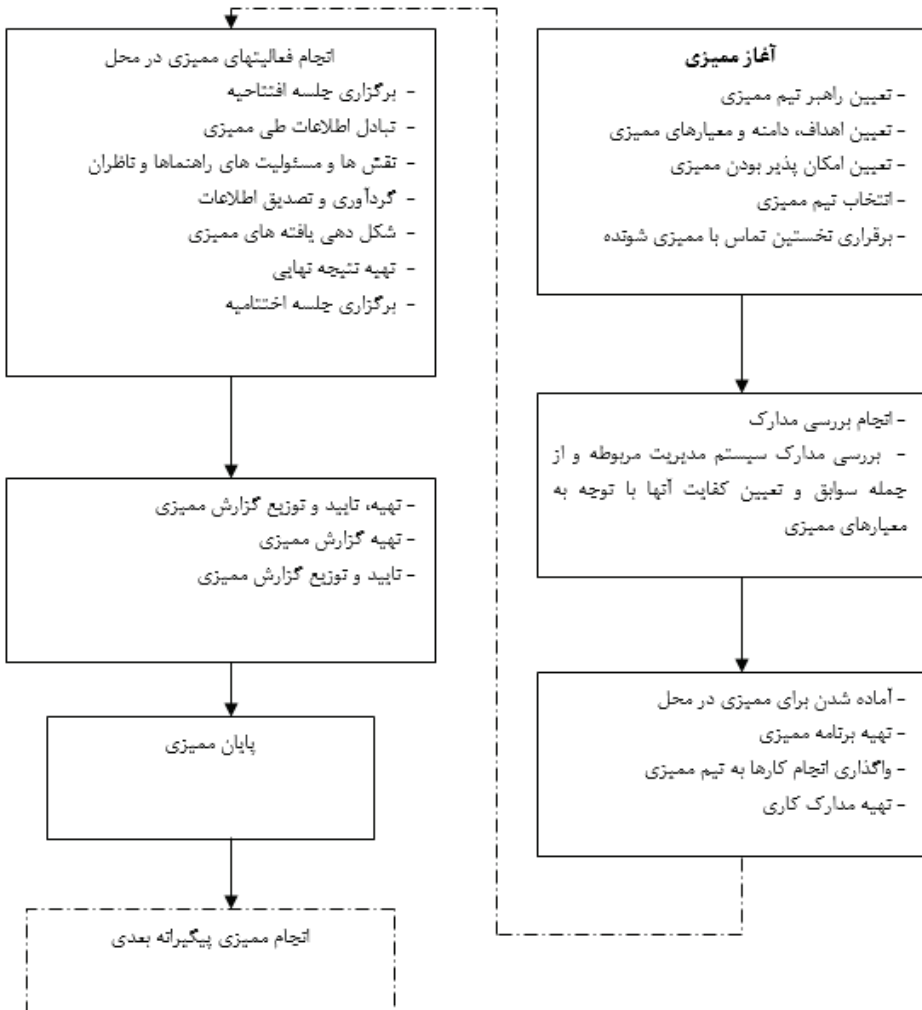 آغاز ممیزی
- تعیین راهبر تیم ممیزی
- تعیین اهداف، دامنه و معیارهای ممیزی
- تعیین امکان پذیر بودن ممیزی
- انتخاب تیم ممیزی
- برقراری نخستین تماس با ممیزی شونده
- انجام بررسی مدارک
- بررسی مدارک سیستم مدیریت مربوطه و از
جمله سوابق و تعیین کفایت آنها با توجه به
معیارهای ممیزی
- آماده شدن برای ممیزی در محل
- تهیه برنامه ممیزی
- واگذاری انجام کارها به تیم ممیزی
- تهیه مدارک کاری
انجام فعالیتهای ممیزی در محل
- برگزاری جلسه افتتاحیه
- تبادل اطلاعات طی ممیزی
- نقش ها و مسئولیت های راهنماها و ناظران
- گردآوری و تصدیق اطلاعات
- شکل دهی یافته های ممیزی
- تهیه نتیجه نهایی
- برگزاری جلسه اختتامیه
- تهیه، تایید و توزیع گزارش ممیزی
- تهیه گزارش ممیزی
- تایید و توزیع گزارش ممیزی
پایان ممیزی
انجام ممیزی پیگیرانه بعدی